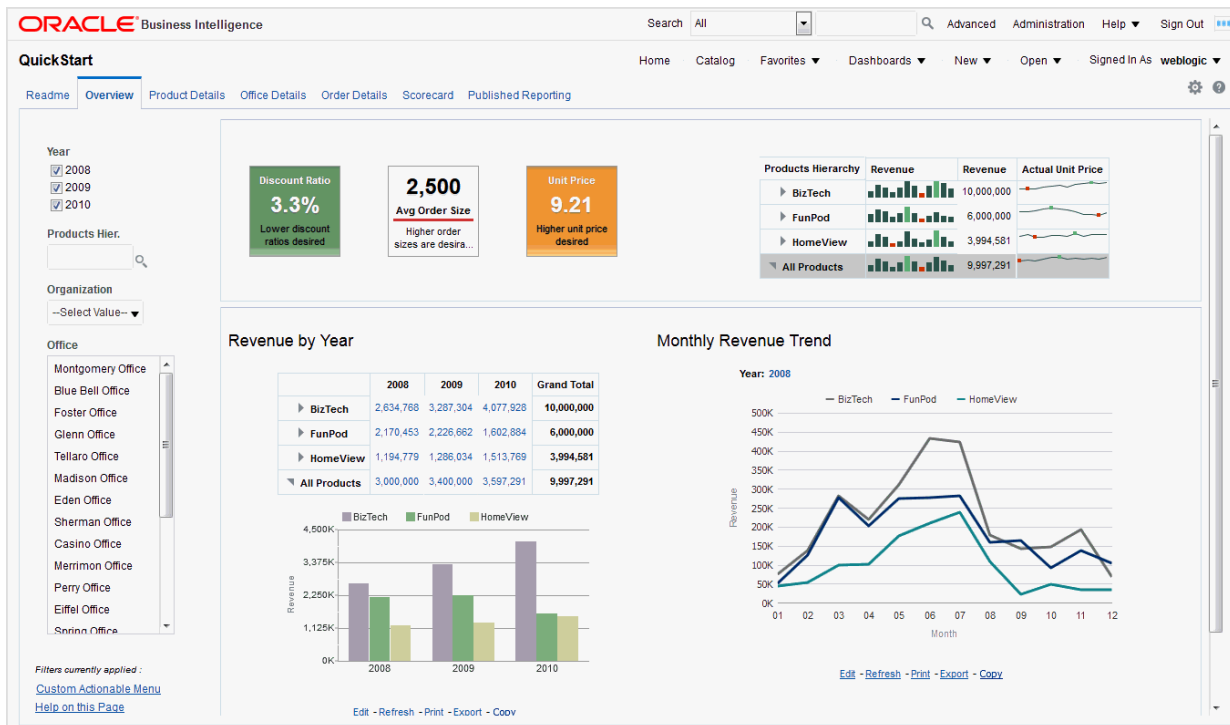 ORACLE Business Intelligence
Search All Advanced Administration Help Sign Out
QuickStart
Home Catalog Favorites Dashboards New Open Signed In As weblogic
Readme Overview Product Details Office Details Order Details Scorecard Published Reporting
Year
2008
2009
2010
Products Hier.
Organization
--Select Value--
Office
Montgomery Office
Blue Bell Office
Foster Office
Glenn Office
Tellaro Office
Madison Office
Eden Office
Sherman Office
Casino Office
Merrimon Office
Perry Office
Eiffel Office
Spring Office
Filters currently applied :
Custom Actionable Menu
Help on this Page
Discount Ratio
3.3%
Lower discount
ratios desired
2,500
Avg Order Size
Higher order
sizes are desira...
Unit Price
9.21
Higher unit price
desired
Products Hierarchy Revenue Revenue Actual Unit Price
BizTech 10,000,000
FunPod 6,000,000
HomeView 3,994,581
All Products 9,997,291
Revenue by Year
2008 2009 2010 Grand Total
BizTech 2,634,768 3,287,304 4,077,928 10,000,000
FunPod 2,170,453 2,226,662 1,602,884 6,000,000
HomeView 1,194,779 1,286,034 1,513,769 3,994,581
All Products 3,000,000 3,400,000 3,597,291 9,997,291
BizTech FunPod HomeView
4,500K
3,375K
2,250K
1,125K
0K
Revenue
2008 2009 2010
Edit - Refresh - Print - Export - Copy
Monthly Revenue Trend
Year: 2008
BizTech FunPod HomeView
500K
450K
400K
350K
300K
250K
200K
150K
100K
50K
0K
Revenue
01 02 03 04 05 06 07 08 09 10 11 12
Month
Edit - Refresh - Print - Export - Copy